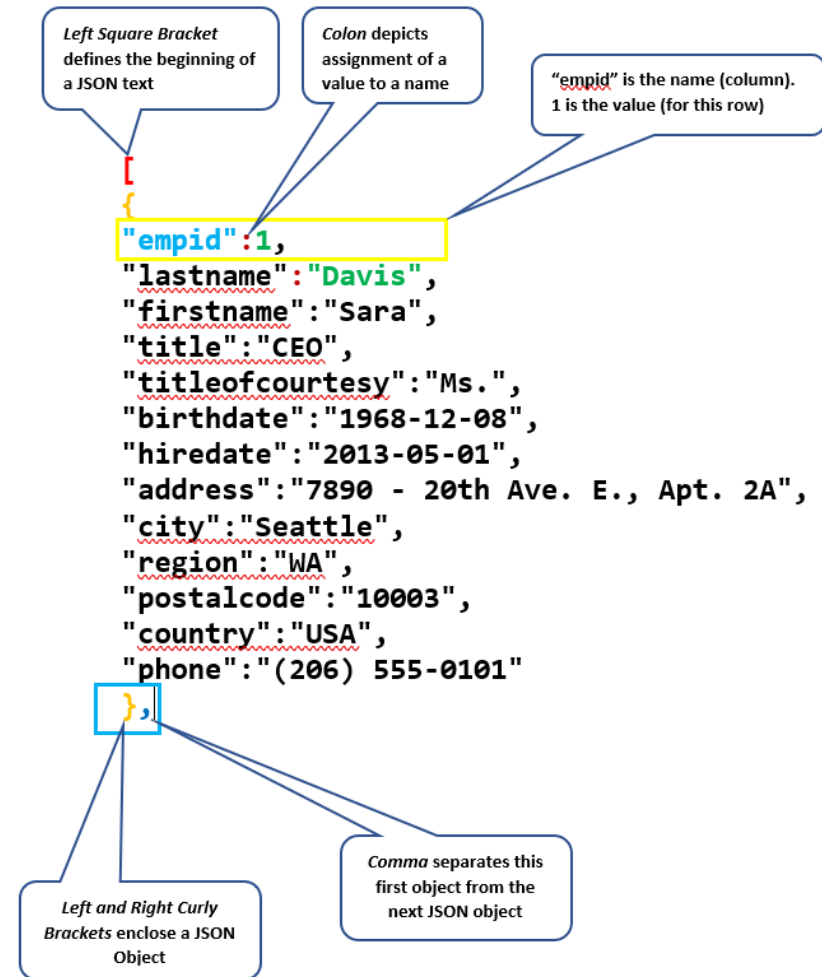 Left Square Bracket
defines the beginning of
a JSON text
Colon depicts
assignment of a
value to a name
“empid” is the name (column).
1 is the value (for this row)
[
{
"empid":1,
"lastname":"Davis",
"firstname":"Sara",
"title":"CEO",
"titleofcourtesy":"Ms.",
"birthdate":"1968-12-08",
"hiredate":"2013-05-01",
"address":"7890 - 20th Ave. E., Apt. 2A",
"city":"Seattle",
"region":"WA",
"postalcode":"10003",
"country":"USA",
"phone":"(206) 555-0101"
},
Comma separates this
first object from the
next JSON object
Left and Right Curly
Brackets enclose a JSON
Object